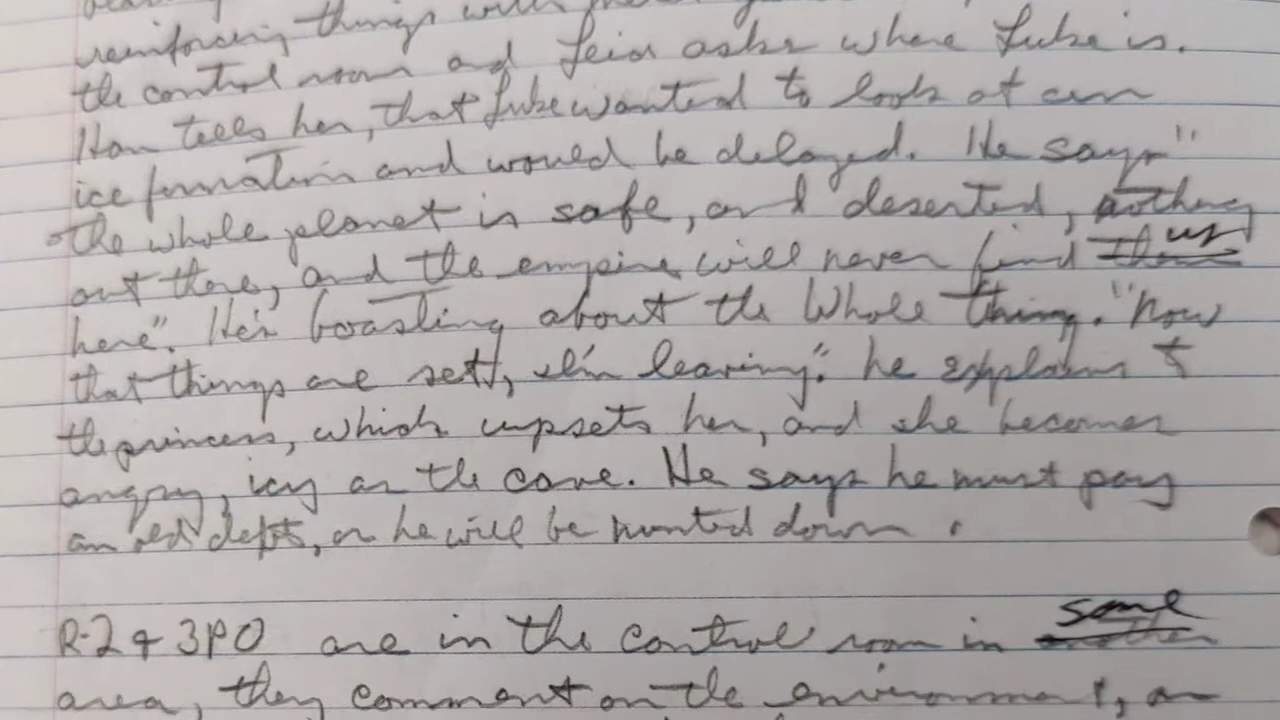 reinforcing things with
the control room and Leia asks where Luke is.
Han tells her, that Luke wanted to look at an
ice formation and would be delayed. He says "
the whole planet is safe, and deserted, nothing
out there, and the empire will never find us
here". He's boasting about the whole thing. "Now
that things are set, I'm leaving". he explains to
the princess, which upsets her, and she becomes
angry, icy as the cave. He says he must pay
an old dept, or he will be hunted down.
R-2 & 3PO are in the control room in some
area, they comment on the environment, on